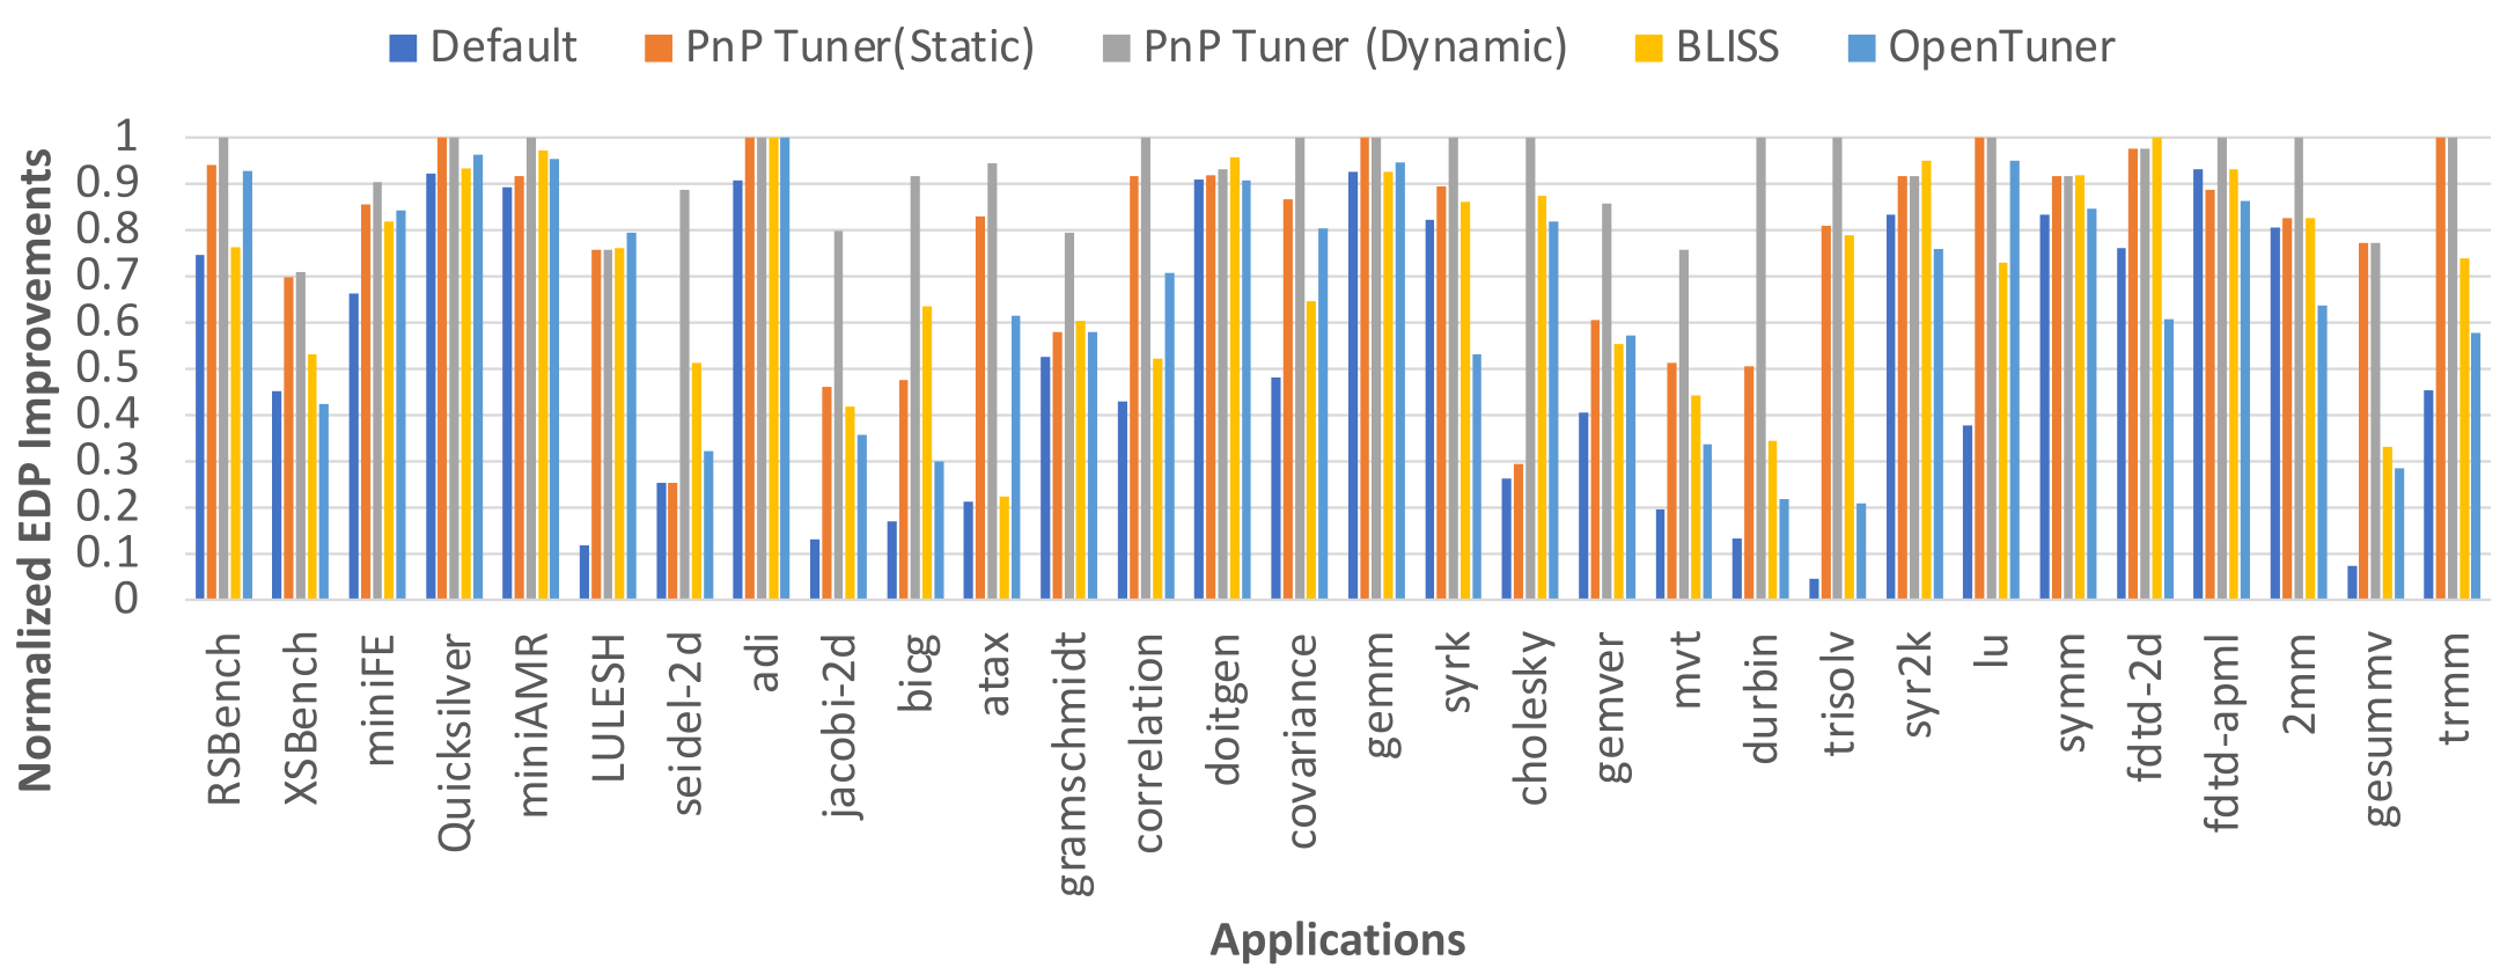 Default PnP Tuner(Static) PnP Tuner (Dynamic) BLISS OpenTuner
Normalized EDP Improvements
1
0.9
0.8
0.7
0.6
0.5
0.4
0.3
0.2
0.1
0
RSBench
XSBench
miniFE
Quicksilver
miniAMR
LULESH
seidel-2 d
adi
jacobi-2 d
bicg
atax
gramschmidt
correlation
doitgen
covariance
gemm
syrk
cholesky
gemver
mvt
durbin
trisolv
syr2k
lu
symm
fdtd-2d
fdtd-apml
2mm
gesummv
trmm
Applications